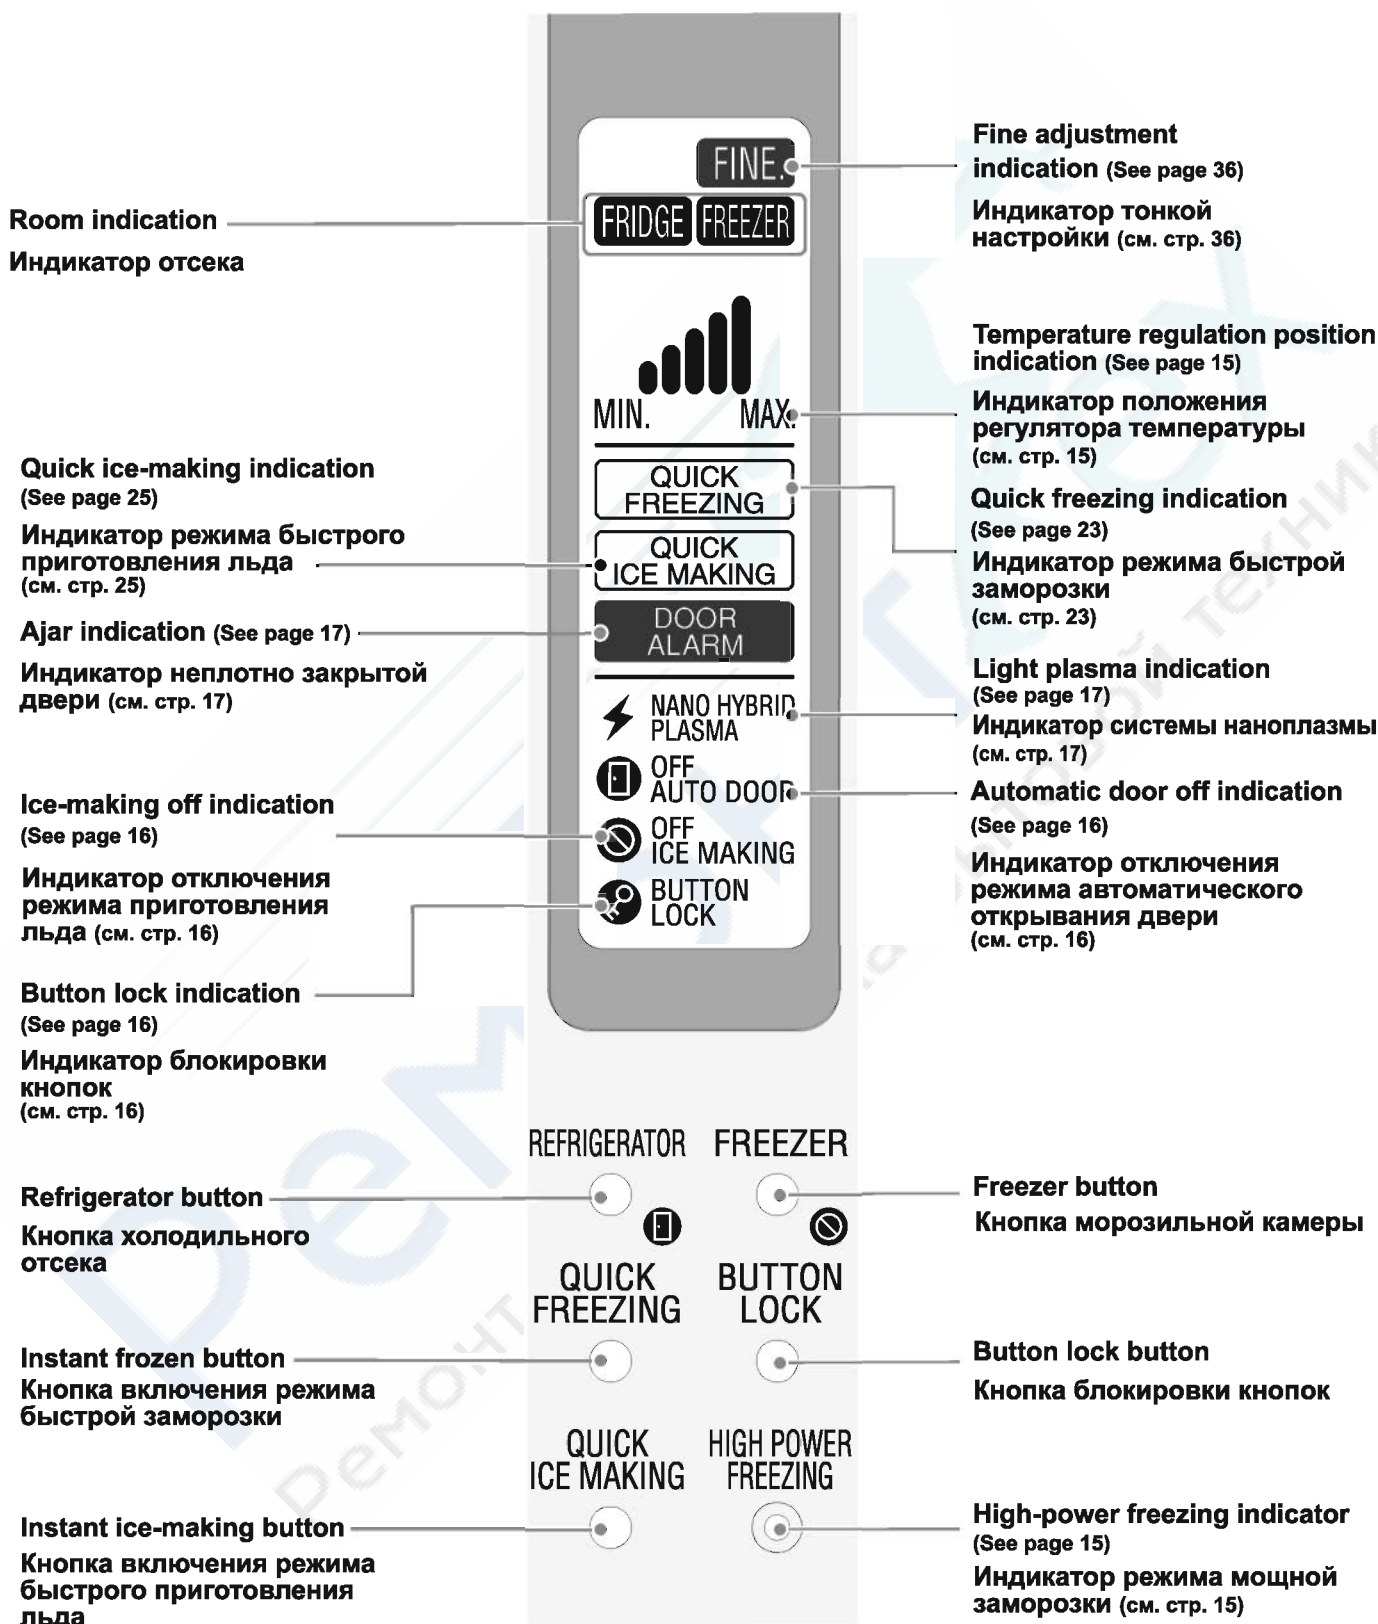 FINE.
FRIDGE FREEZER
MIN. MAX.
QUICK
FREEZING
QUICK
ICE MAKING
DOOR
ALARM
NANO HYBRID
PLASMA
OFF
AUTO DOOR
OFF
ICE MAKING
BUTTON
LOCK
Room indication
Индикатор отсека
Quick ice-making indication
(See page 25)
Индикатор режима быстрого
приготовления льда
(см. стр. 25)
Ajar indication (See page 17)
Индикатор неплотно закрытой
двери (см. стр. 17)
Ice-making off indication
(See page 16)
Индикатор отключения
режима приготовления
льда (см. стр. 16)
Button lock indication
(See page 16)
Индикатор блокировки
кнопок
(см. стр. 16)
Fine adjustment
indication (See page 36)
Индикатор тонкой
настройки (см. стр. 36)
Temperature regulation position
indication (See page 15)
Индикатор положения
регулятора температуры
(см. стр. 15)
Quick freezing indication
(See page 23)
Индикатор режима быстрой
заморозки
(см. стр. 23)
Light plasma indication
(See page 17)
Индикатор системы наноплазмы
(см. стр. 17)
Automatic door off indication
(See page 16)
Индикатор отключения
режима автоматического
открывания двери
(см. стр. 16)
REFRIGERATOR FREEZER
QUICK
FREEZING
BUTTON
LOCK
QUICK
ICE MAKING
HIGH POWER
FREEZING
Refrigerator button
Кнопка холодильного
отсека
Instant frozen button
Кнопка включения режима
быстрой заморозки
Instant ice-making button
Кнопка включения режима
быстрого приготовления
льда
Freezer button
Кнопка морозильной камеры
Button lock button
Кнопка блокировки кнопок
High-power freezing indicator
(See page 15)
Индикатор режима мощной
заморозки (см. стр. 15)